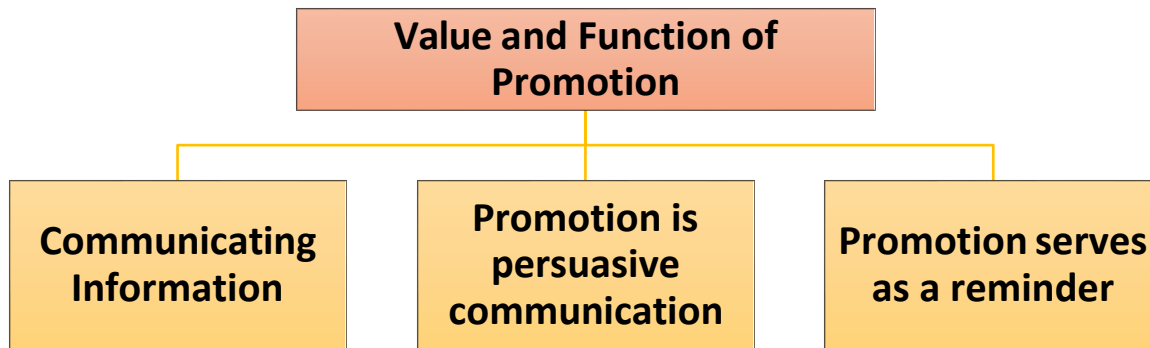 Value and Function of
Promotion
Communicating
Information
Promotion is
persuasive
communication
Promotion serves
as a reminder